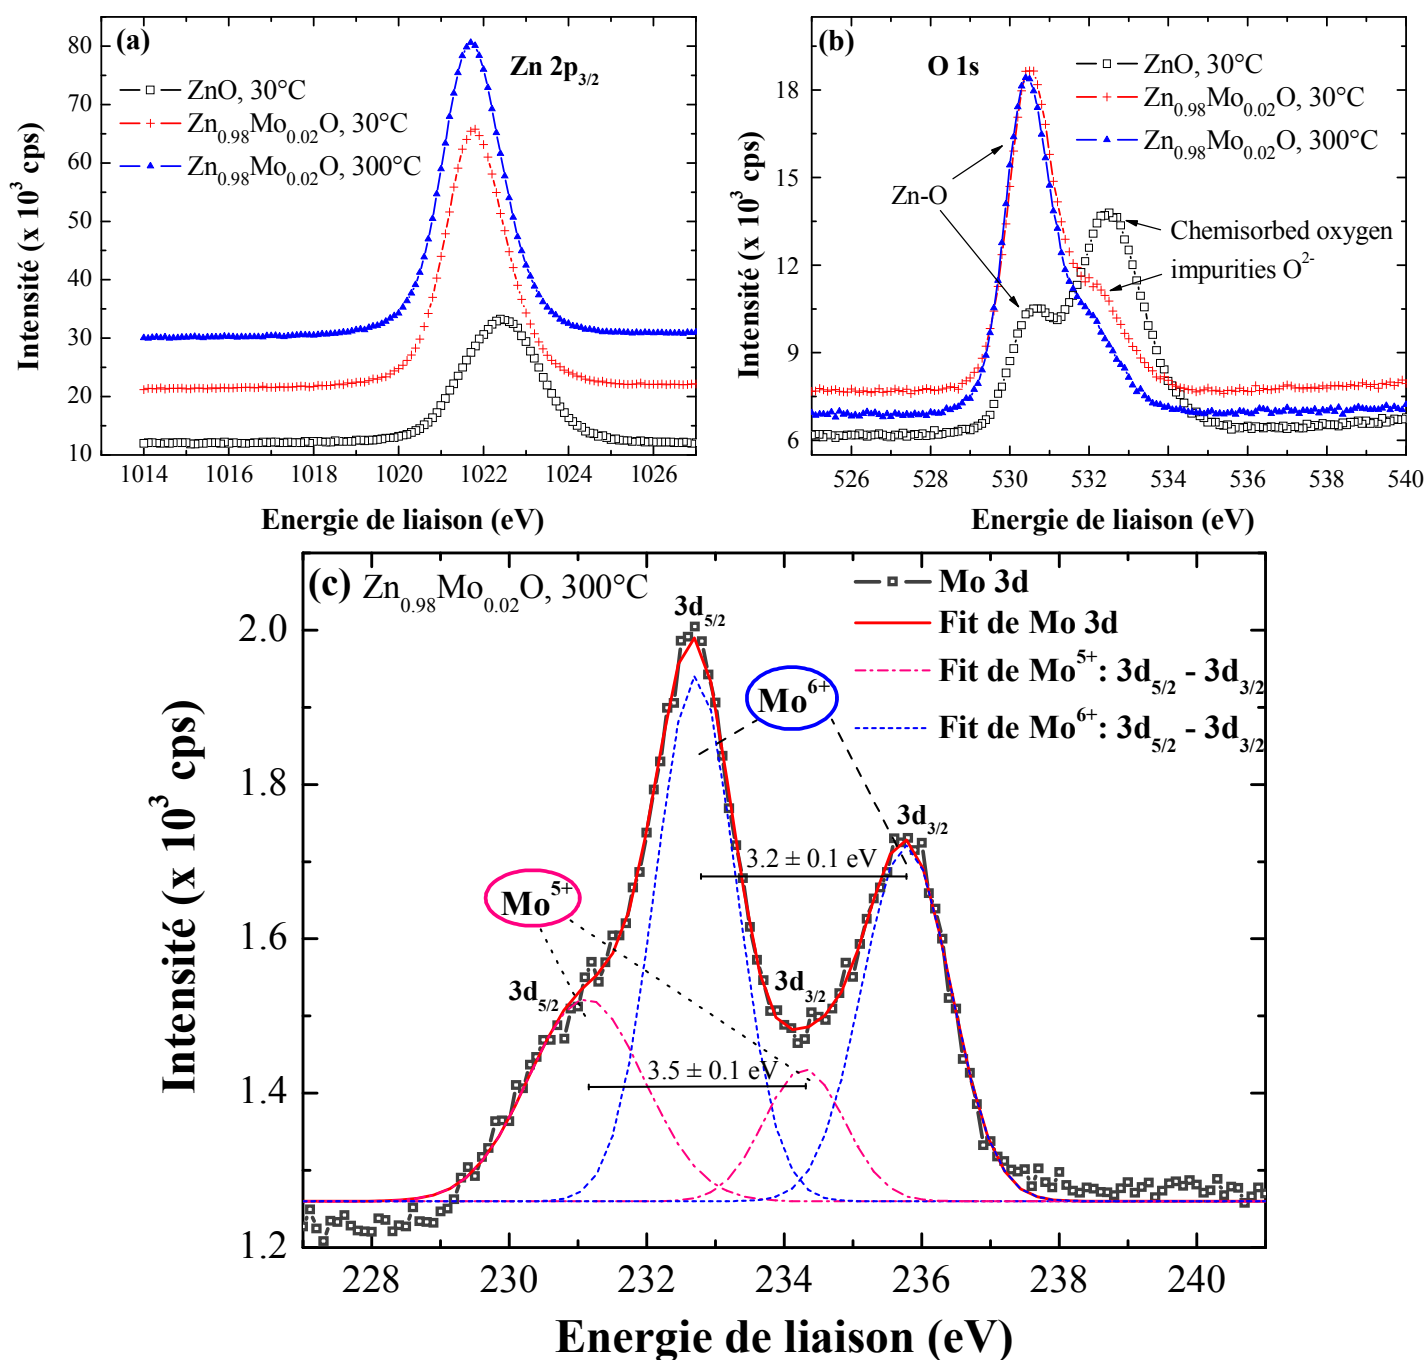 (a)
Zn 2p3/2
ZnO, 30°C
Zn0.98Mo0.02O, 30°C
Zn0.98Mo0.02O, 300°C
Intensité (x 10³ cps)
80
70
60
50
40
30
20
10
1014 1016 1018 1020 1022 1024 1026
Energie de liaison (eV)
(b)
O 1s
ZnO, 30°C
Zn0.98Mo0.02O, 30°C
Zn0.98Mo0.02O, 300°C
Zn-O
Chemisorbed oxygen
impurities O²⁻
Intensité (x 10³ cps)
18
15
12
9
6
526 528 530 532 534 536 538 540
Energie de liaison (eV)
(c) Zn0.98Mo0.02O, 300°C
Mo 3d
Fit de Mo 3d
Fit de Mo⁵⁺: 3d5/2 - 3d3/2
Fit de Mo⁶⁺: 3d5/2 - 3d3/2
3d5/2
Mo⁶⁺
3d3/2
3.2 ± 0.1 eV
Mo⁵⁺
3d5/2
3d3/2
3.5 ± 0.1 eV
Intensité (x 10³ cps)
2.0
1.8
1.6
1.4
1.2
228 230 232 234 236 238 240
Energie de liaison (eV)